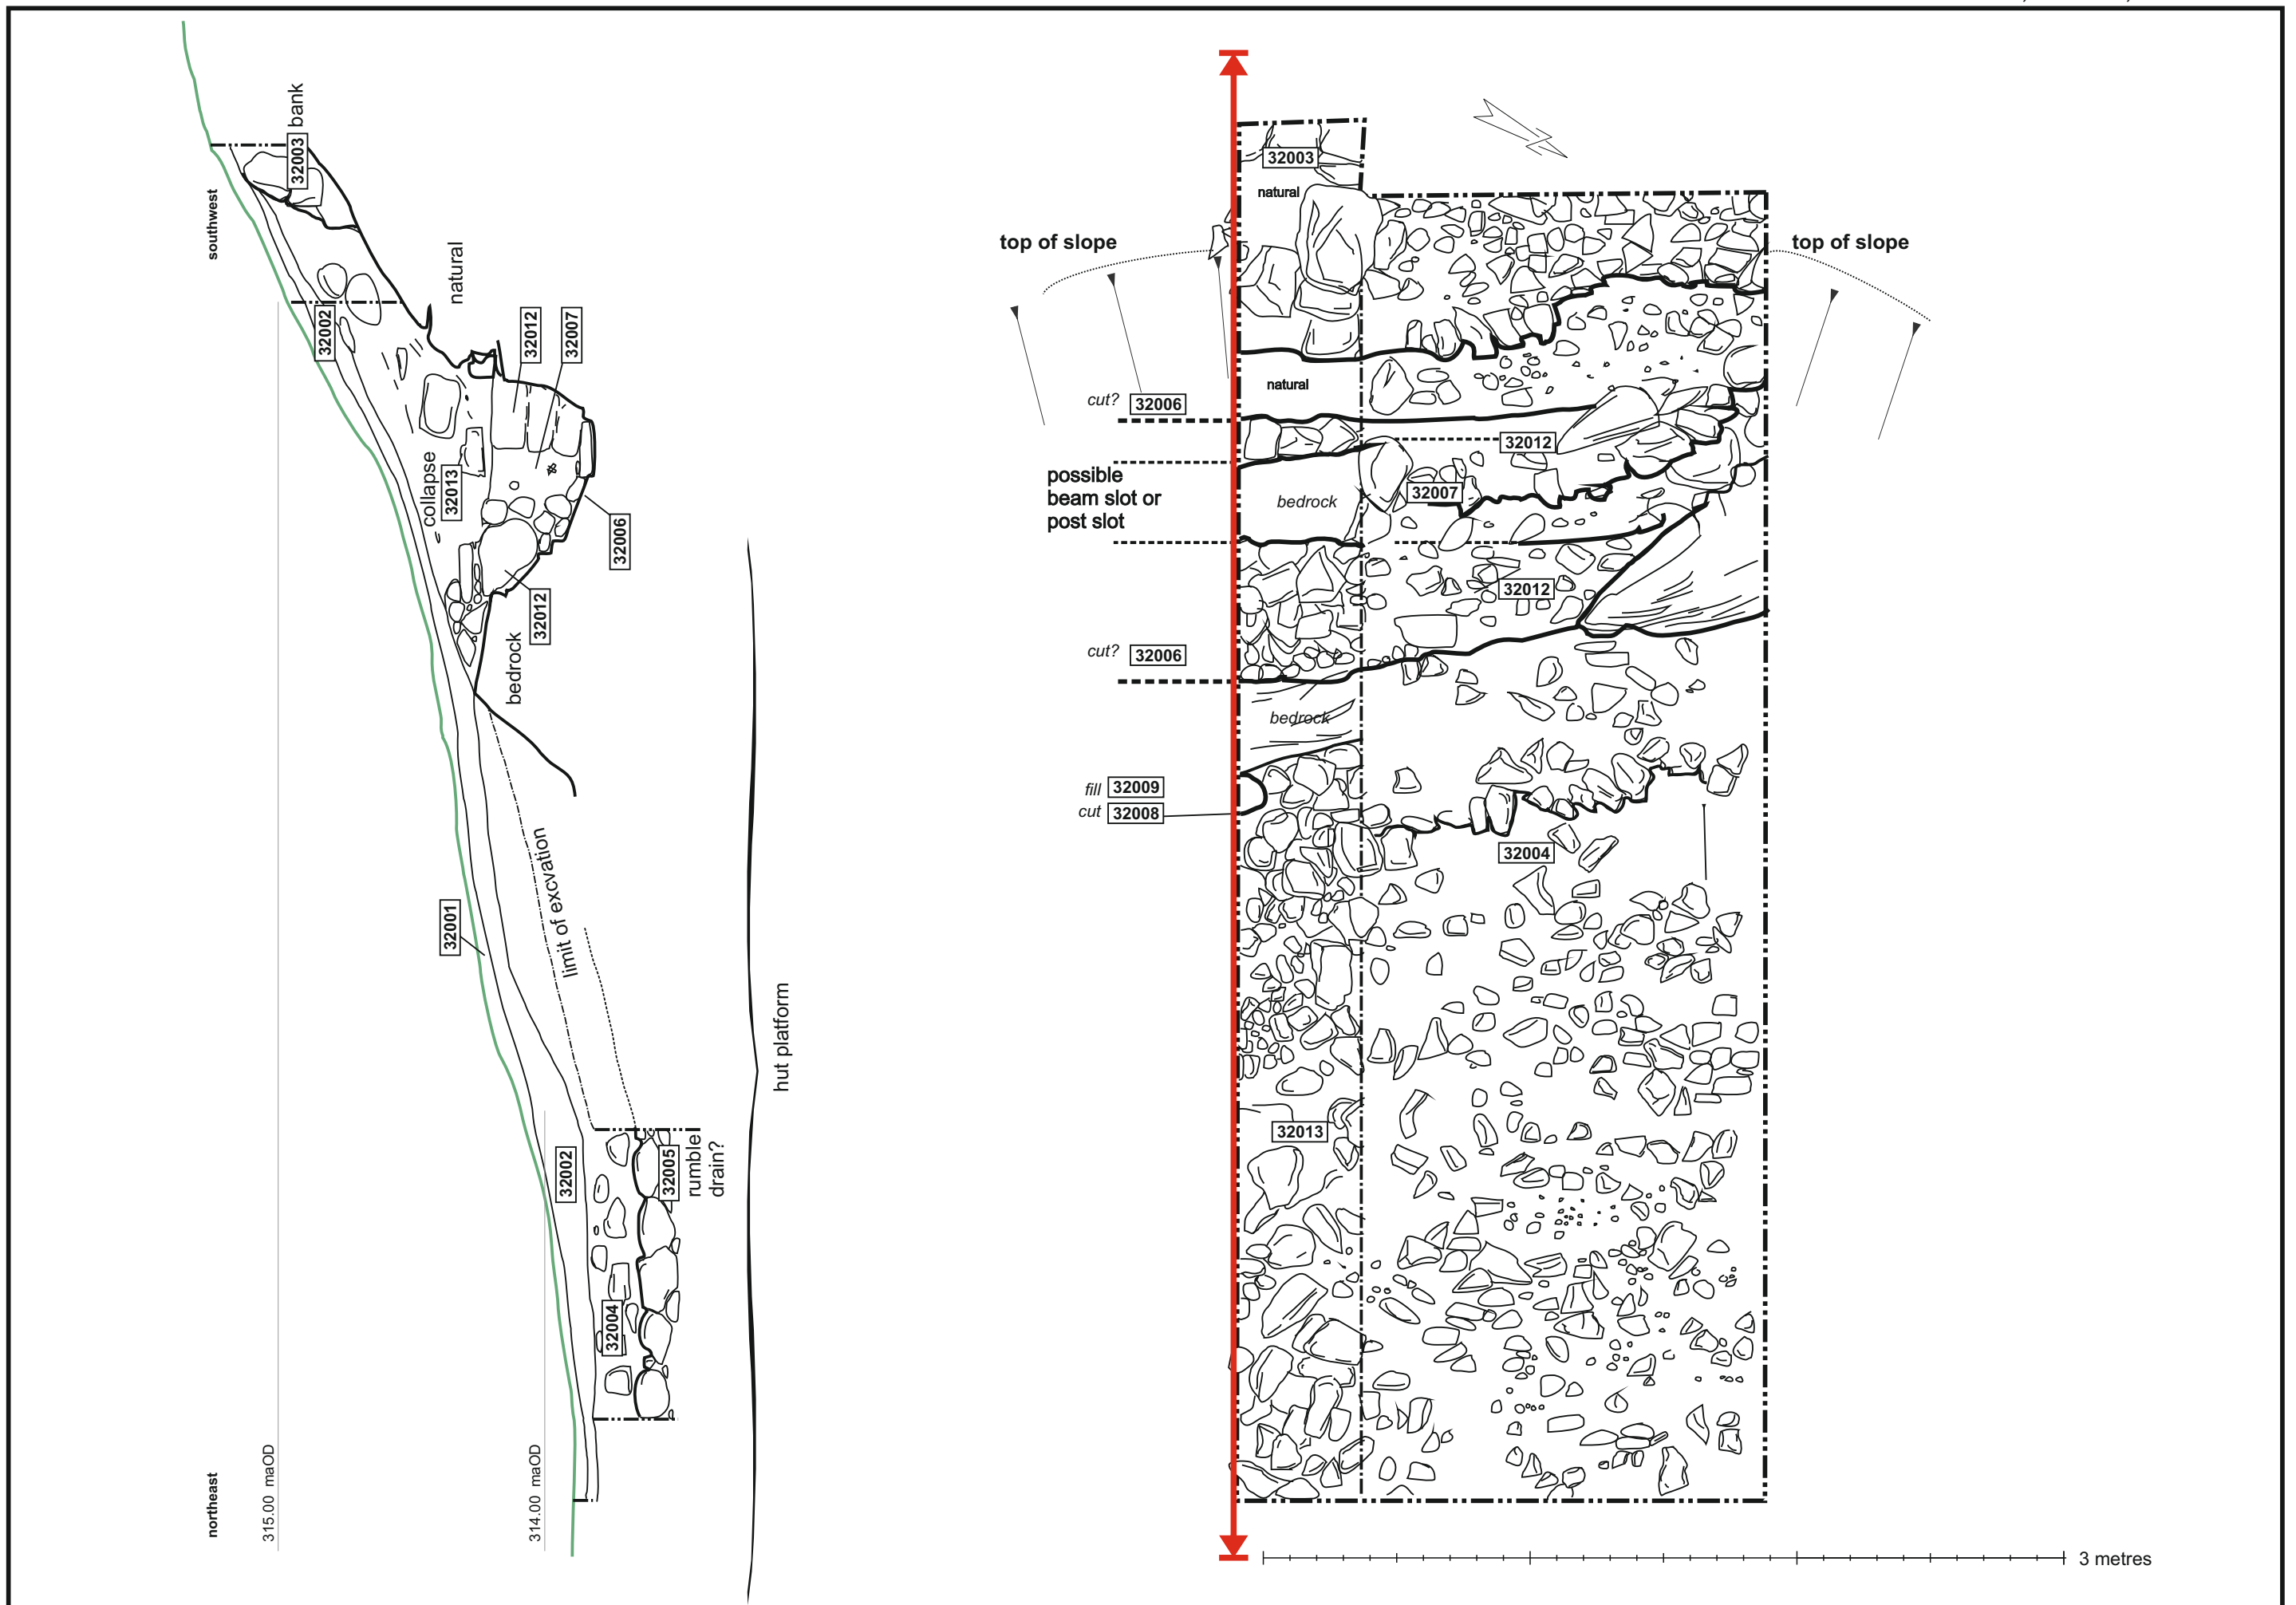 bank
32003
southwest
natural
32002
32012
32007
collapse
32013
32006
32012
bedrock
limit of excvation
32001
hut platform
32002
32005
rumble
drain?
32004
northeast
315.00 maOD
314.00 maOD
32003
natural
top of slope
top of slope
natural
cut? 32006
32012
possible
beam slot or
post slot
bedrock
32007
32012
cut? 32006
bedrock
fill 32009
cut 32008
32004
32013
3 metres